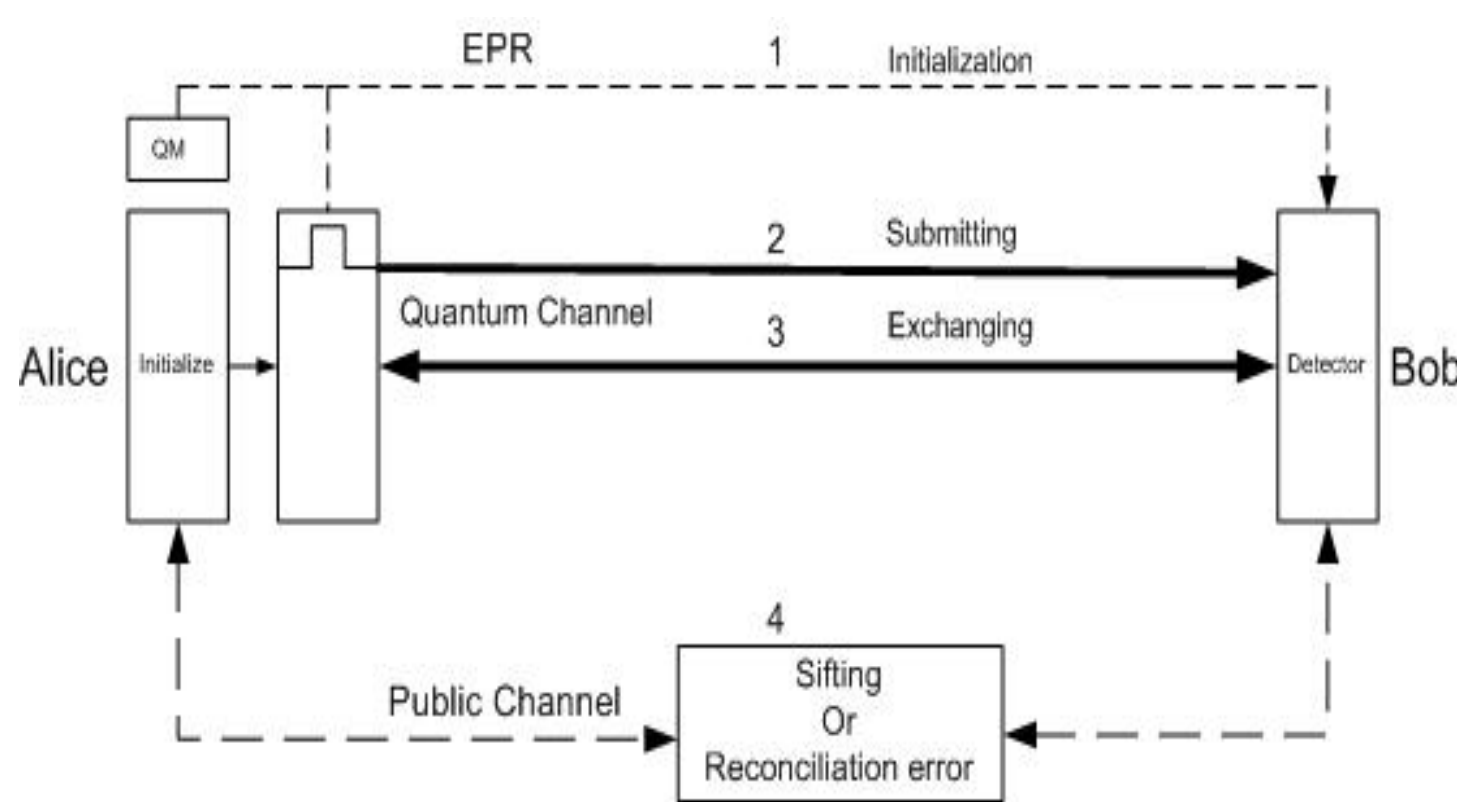 EPR
1
Initialization
QM
2
Submitting
Quantum Channel
3
Exchanging
Alice
Initialize
Detector
Bob
4
Sifting
Or
Reconciliation error
Public Channel